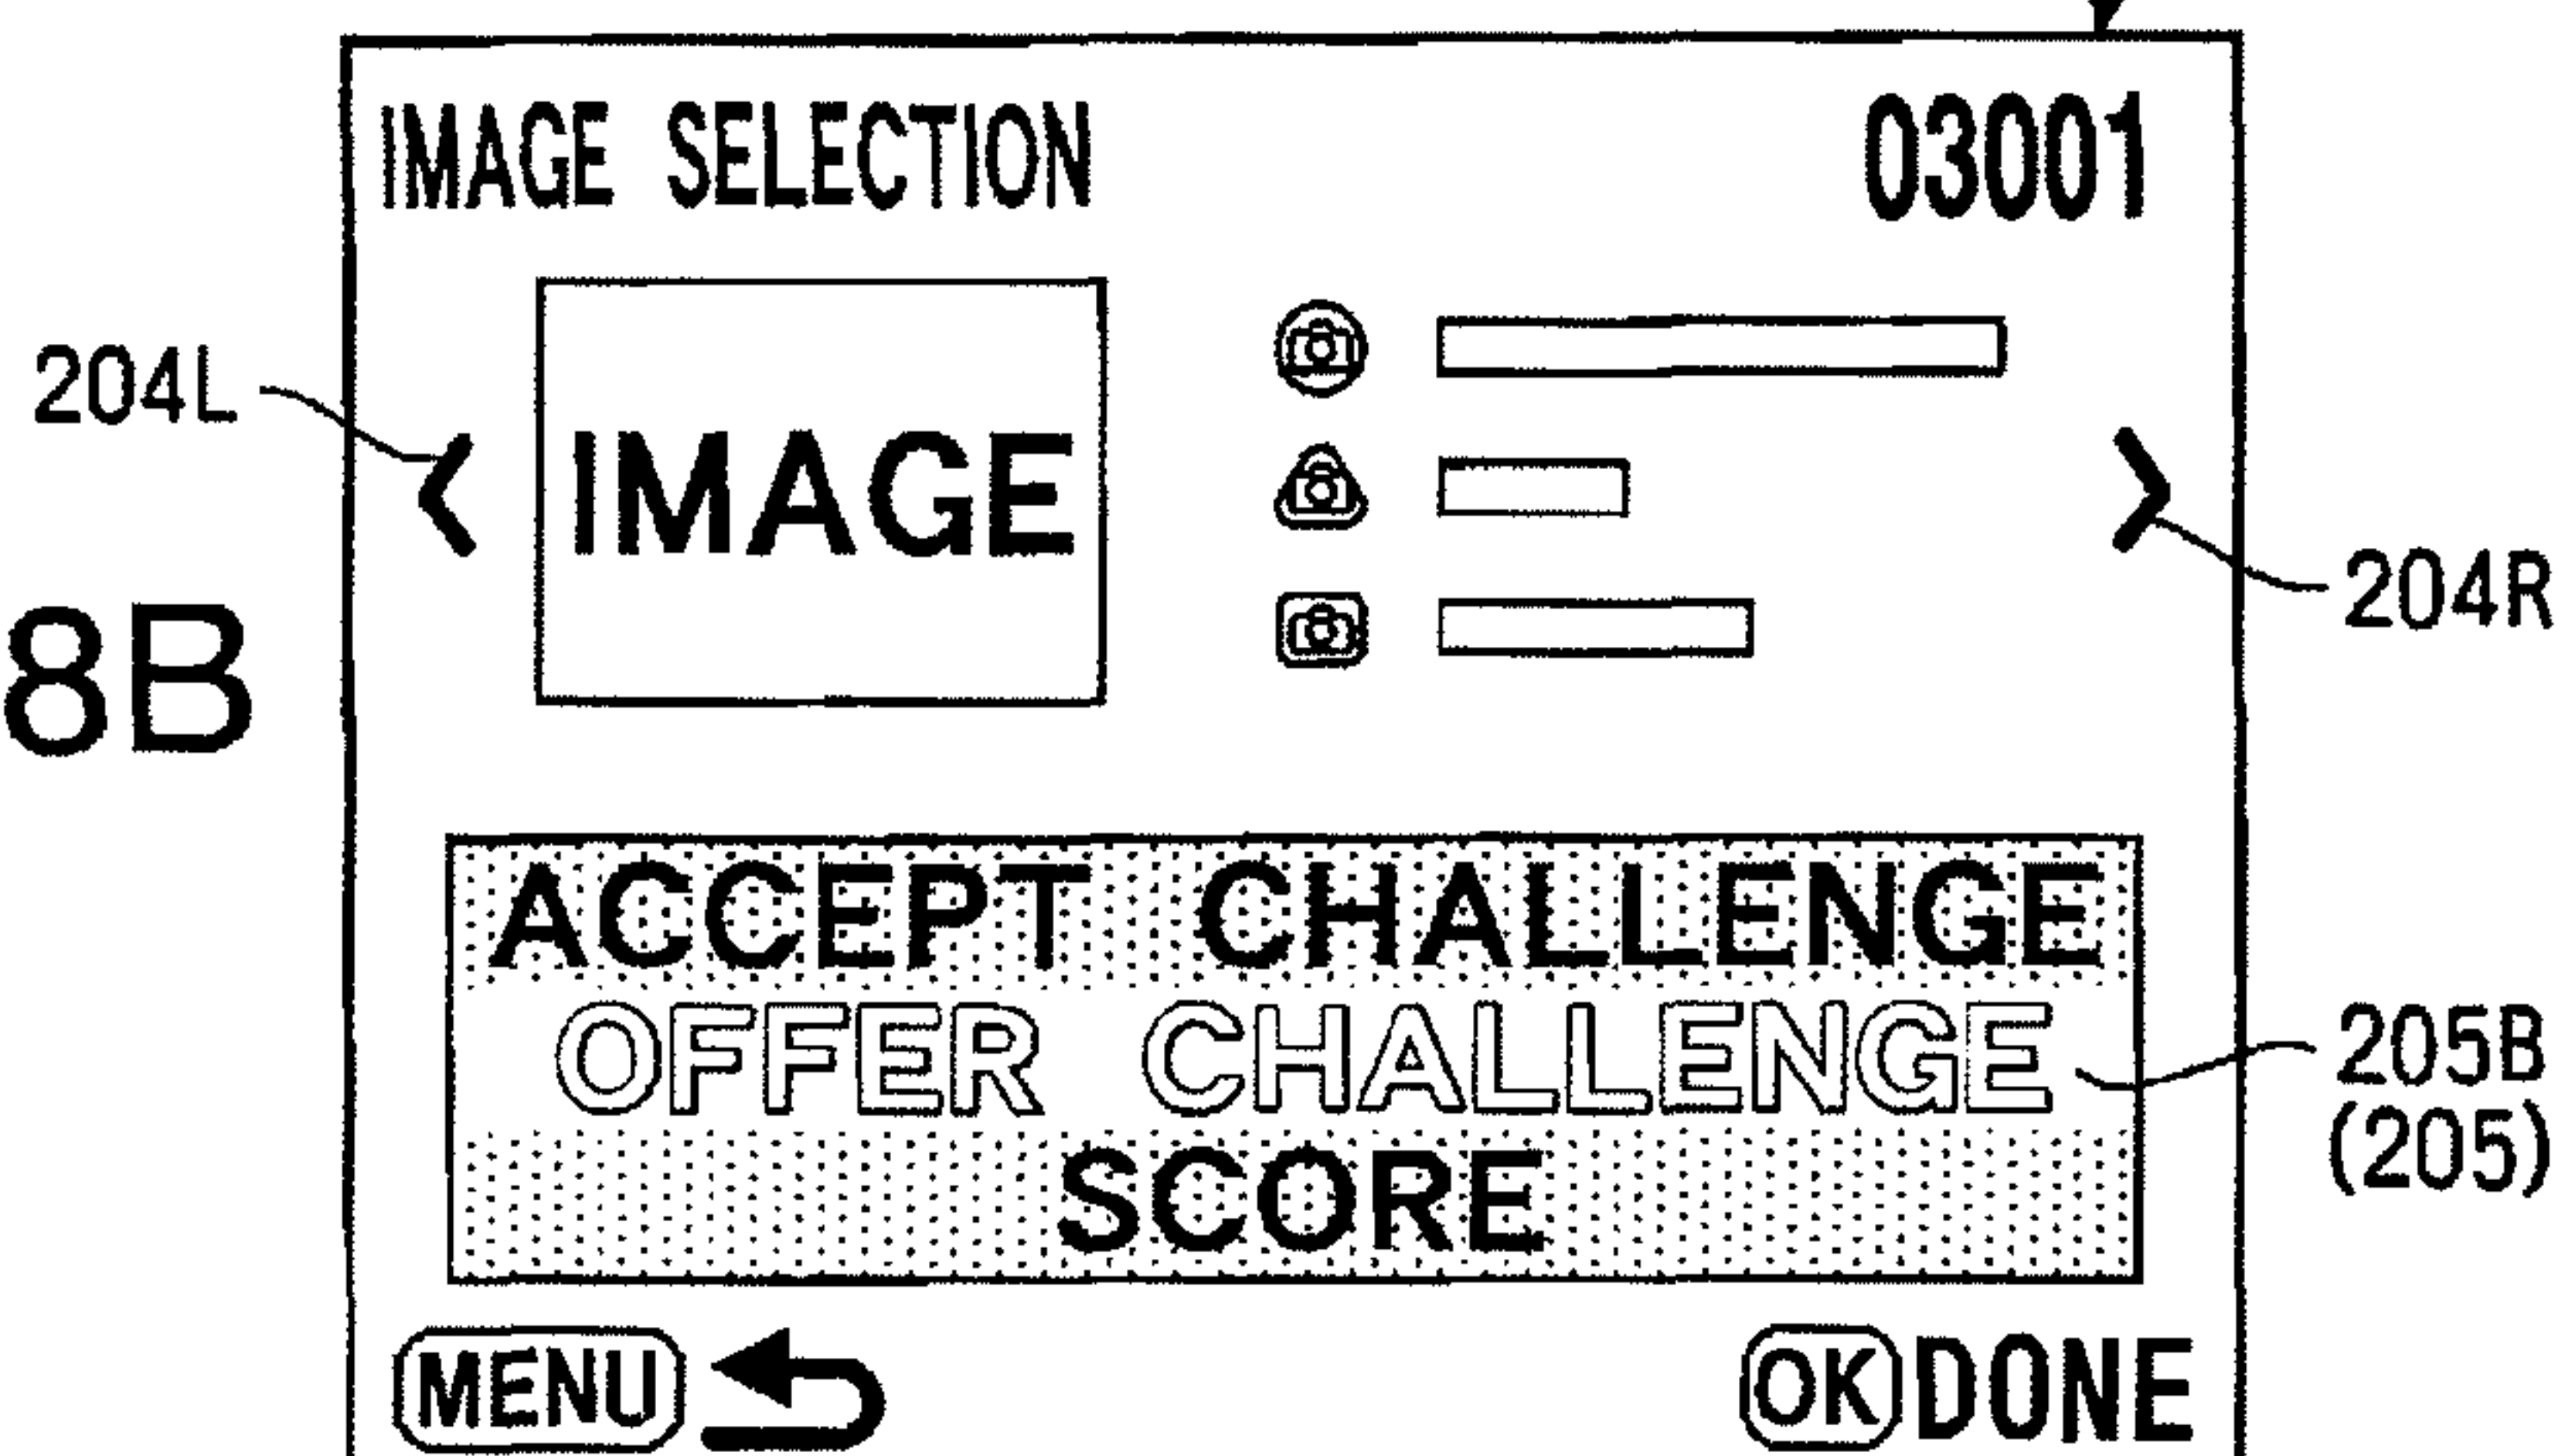 IMAGE SELECTION 03001
204L
IMAGE
204R
8B
ACCEPT CHALLENGE
OFFER CHALLENGE
205B
(205)
SCORE
MENU OK DONE